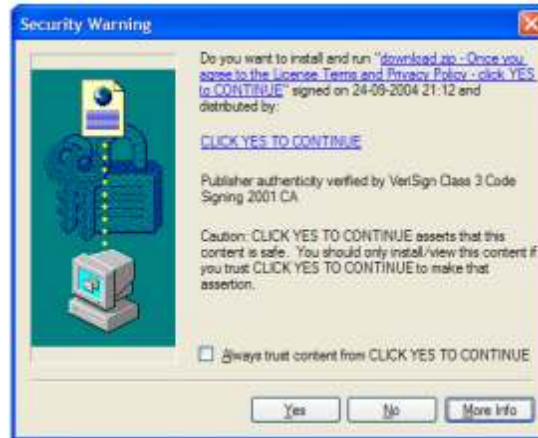 Security Warning
Do you want to install and run "download.zip - Once you
agree to the License Terms and Privacy Policy - click YES
to CONTINUE" signed on 24-09-2004 21:12 and
distributed by:
CLICK YES TO CONTINUE
Publisher authenticity verified by VeriSign Class 3 Code
Signing 2001 CA
Caution: CLICK YES TO CONTINUE asserts that this
content is safe. You should only install/view this content if
you trust CLICK YES TO CONTINUE to make that
assertion.
Always trust content from CLICK YES TO CONTINUE
Yes No More Info